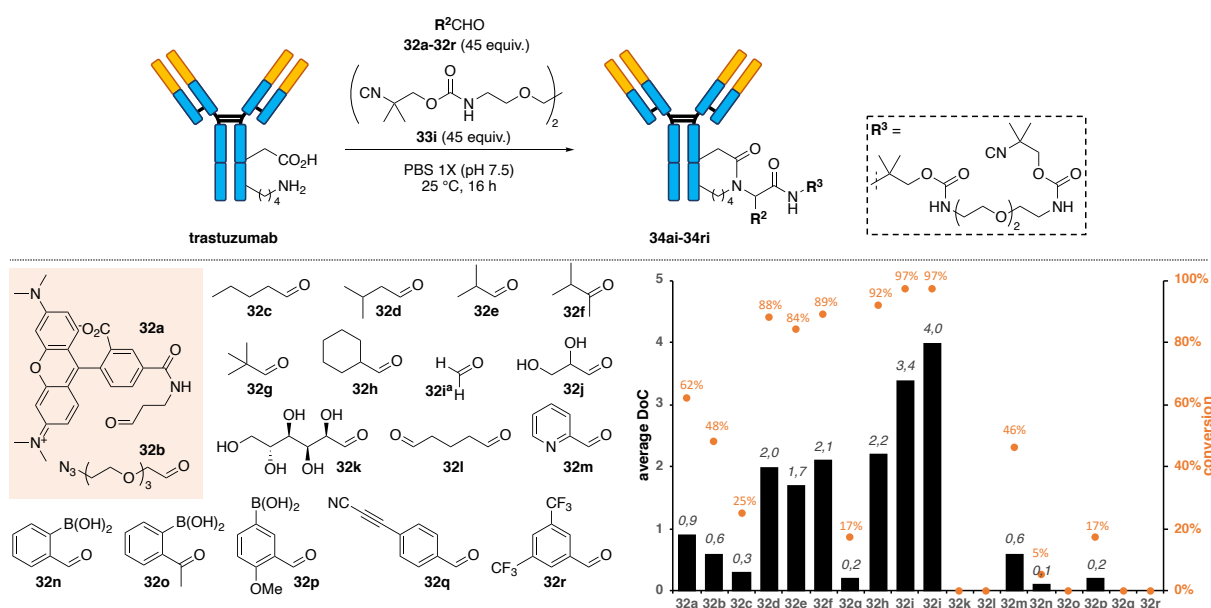 R²CHO
32a-32r (45 equiv.)
CN
O
O
N
H
O
2
33i (45 equiv.)
PBS 1X (pH 7.5)
25 °C, 16 h
CO₂H
NH₂
4
trastuzumab
O
N
4
O
R²
N
H
R³
34ai-34ri
R³ =
CN
O
O
O
O
NH
O
2
HN
O
N
-O₂C
32a
O
N+
O
NH
O
32b
N₃
O
3
O
O
32c
O
32d
O
32e
O
32f
O
32g
O
32h
H
O
H
32iᵃ
OH
HO
O
32j
OH
OH
HO
O
OH
OH
32k
O
O
32l
N
O
32m
B(OH)₂
O
32n
B(OH)₂
O
32o
B(OH)₂
O
OMe
32p
NC
O
32q
CF₃
CF₃
O
32r
average DoC
5
4
3
2
1
0
62%
48%
25%
88%
84%
89%
17%
92%
97%
97%
46%
5%
17%
0,9
0,6
0,3
2,0
1,7
2,1
0,2
2,2
3,4
4,0
0,6
0,1
0,2
100%
80%
60%
40%
20%
0%
conversion
32a 32b 32c 32d 32e 32f 32g 32h 32i 32j 32k 32l 32m 32n 32o 32p 32q 32r